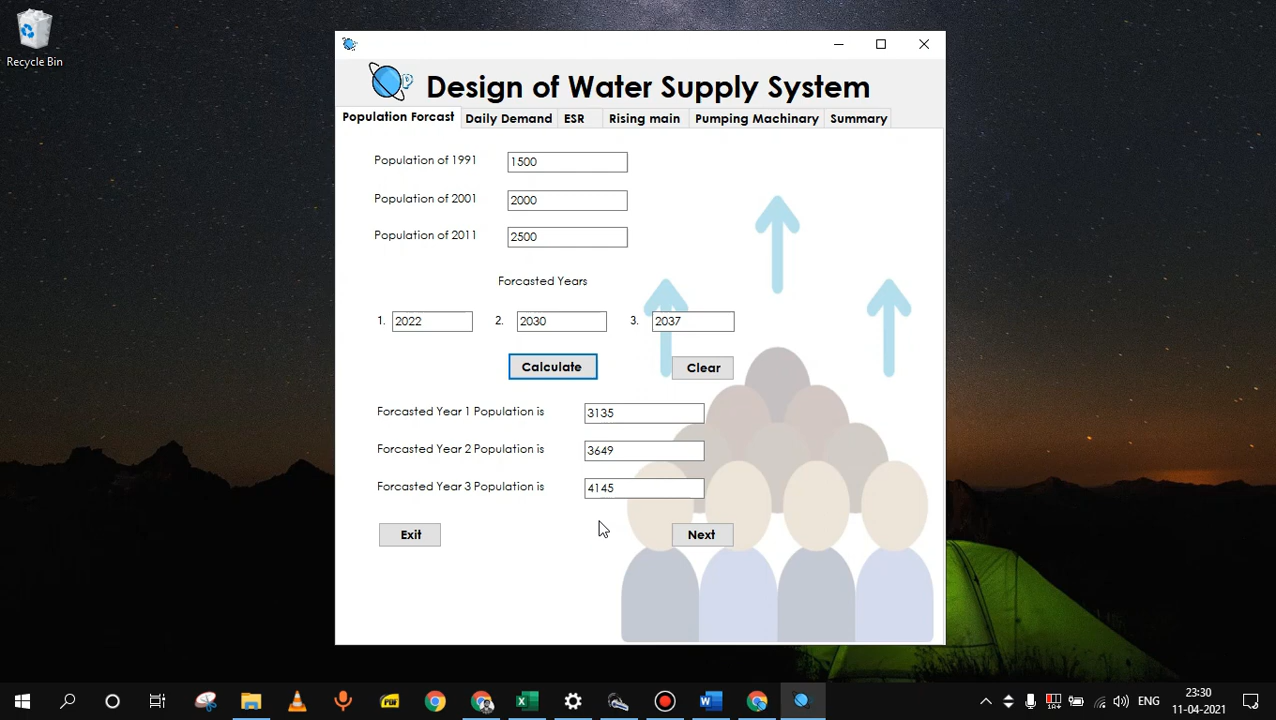 Recycle Bin
Design of Water Supply System
Population Forcast Daily Demand ESR Rising main Pumping Machinary Summary
Population of 1991 1500
Population of 2001 2000
Population of 2011 2500
Forcasted Years
1. 2022 2. 2030 3. 2037
Calculate Clear
Forcasted Year 1 Population is 3135
Forcasted Year 2 Population is 3649
Forcasted Year 3 Population is 4145
Exit Next
ENG
23:30
11-04-2021